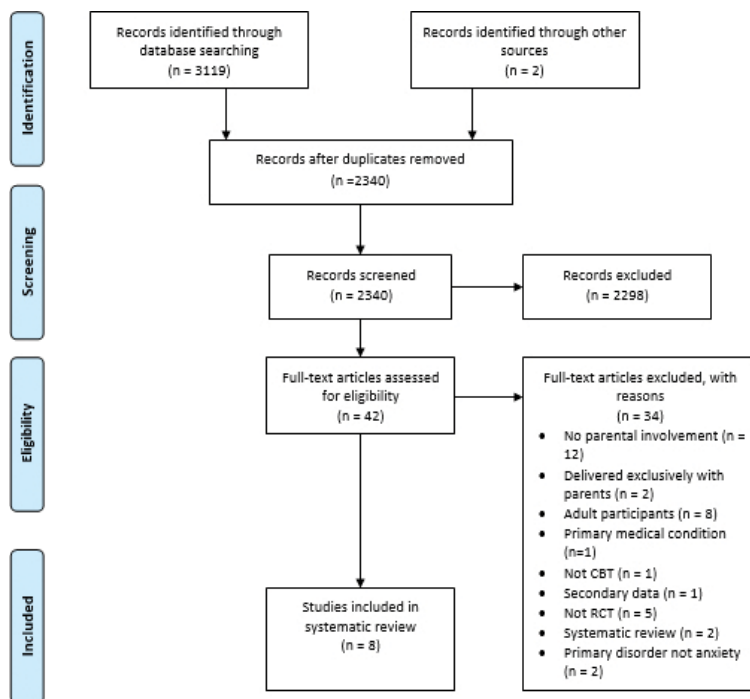 Identification
Records identified through
database searching
(n = 3119)
Records identified through other
sources
(n = 2)
Records after duplicates removed
(n =2340)
Screening
Records screened
(n = 2340)
Records excluded
(n = 2298)
Eligibility
Full-text articles assessed
for eligibility
(n = 42)
Full-text articles excluded, with
reasons
(n = 34)
• No parental involvement (n =
12)
• Delivered exclusively with
parents (n = 2)
• Adult participants (n = 8)
• Primary medical condition
(n=1)
• Not CBT (n = 1)
• Secondary data (n = 1)
• Not RCT (n = 5)
• Systematic review (n = 2)
• Primary disorder not anxiety
(n = 2)
Included
Studies included in
systematic review
(n = 8)